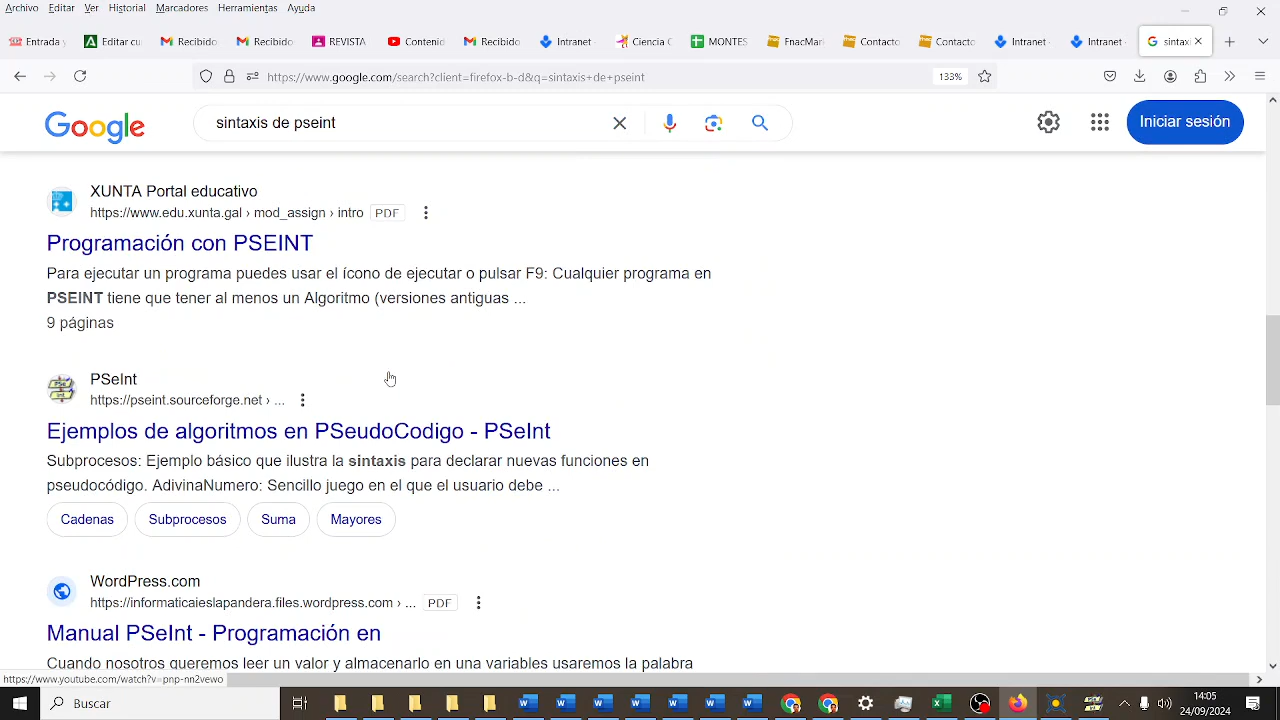 Archivo Editar Ver Historial Marcadores Herramientas Ayuda
Entrada y Editar cu Recibido Recibido REVISTA Contenid Recibido Intranet Ciencia C MONTES FnacMar Contacto Contacto Intranet Intranet sintaxi
https://www.google.com/search?client=firefox-b-d&q=sintaxis+de+pseint 133%
Google sintaxis de pseint Iniciar sesión
XUNTA Portal educativo
https://www.edu.xunta.gal › mod_assign › intro PDF
Programación con PSEINT
Para ejecutar un programa puedes usar el ícono de ejecutar o pulsar F9: Cualquier programa en
PSEINT tiene que tener al menos un Algoritmo (versiones antiguas ...
9 páginas
PSeInt
https://pseint.sourceforge.net › ...
Ejemplos de algoritmos en PSeudoCodigo - PSeInt
Subprocesos: Ejemplo básico que ilustra la sintaxis para declarar nuevas funciones en
pseudocódigo. AdivinaNumero: Sencillo juego en el que el usuario debe ...
Cadenas Subprocesos Suma Mayores
WordPress.com
https://informaticaieslapandera.files.wordpress.com › ... PDF
Manual PSeInt - Programación en
Cuando nosotros queremos leer un valor y almacenarlo en una variables usaremos la palabra
https://www.youtube.com/watch?v=pnp-nn2vewo
Buscar
14:05
24/09/2024